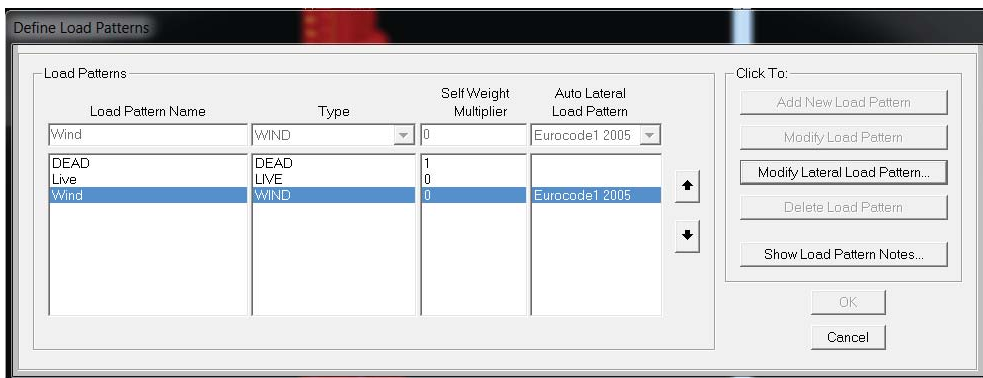 Define Load Patterns
Load Patterns
Load Pattern Name
Type
Self Weight
Multiplier
Auto Lateral
Load Pattern
Wind
WIND
0
Eurocode1 2005
DEAD
DEAD
1
Live
LIVE
0
Wind
WIND
0
Eurocode1 2005
Click To:
Add New Load Pattern
Modify Load Pattern
Modify Lateral Load Pattern...
Delete Load Pattern
Show Load Pattern Notes...
OK
Cancel